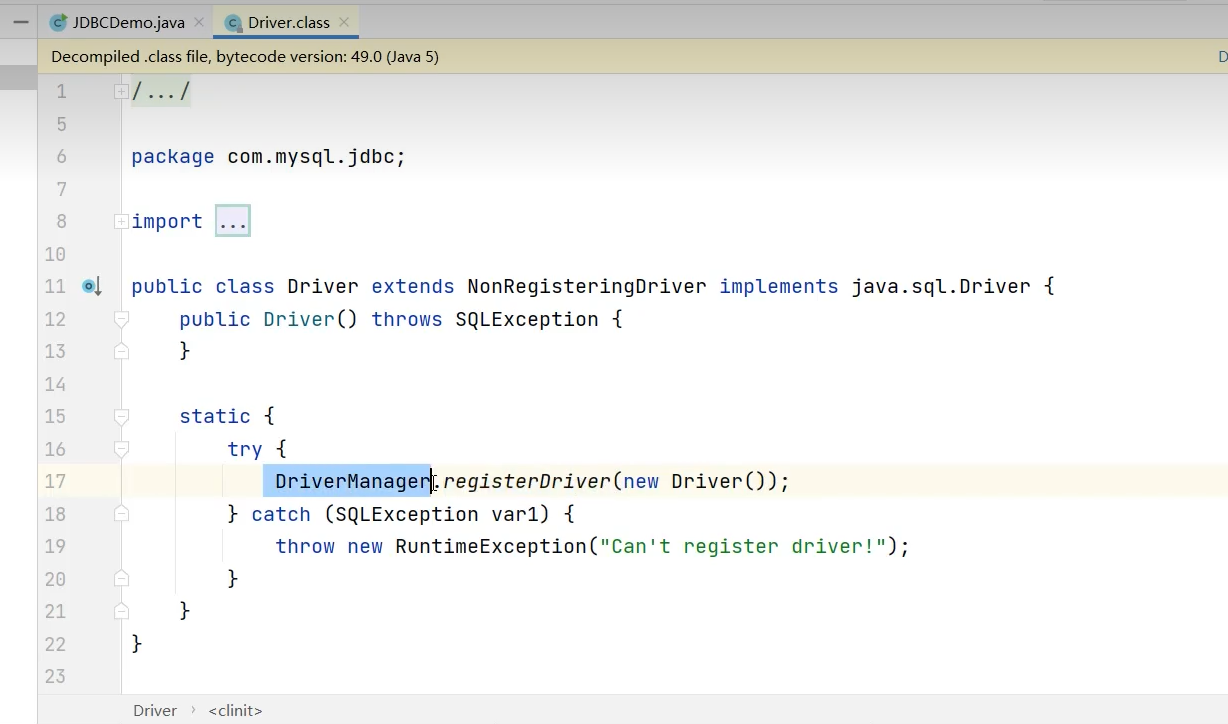 JDBCDemo.java Driver.class
Decompiled .class file, bytecode version: 49.0 (Java 5) D
1 /.../
5
6 package com.mysql.jdbc;
7
8 import ...
10
11 public class Driver extends NonRegisteringDriver implements java.sql.Driver {
12 public Driver() throws SQLException {
13 }
14
15 static {
16 try {
17 DriverManager.registerDriver(new Driver());
18 } catch (SQLException var1) {
19 throw new RuntimeException("Can't register driver!");
20 }
21 }
22 }
23
Driver › <clinit>